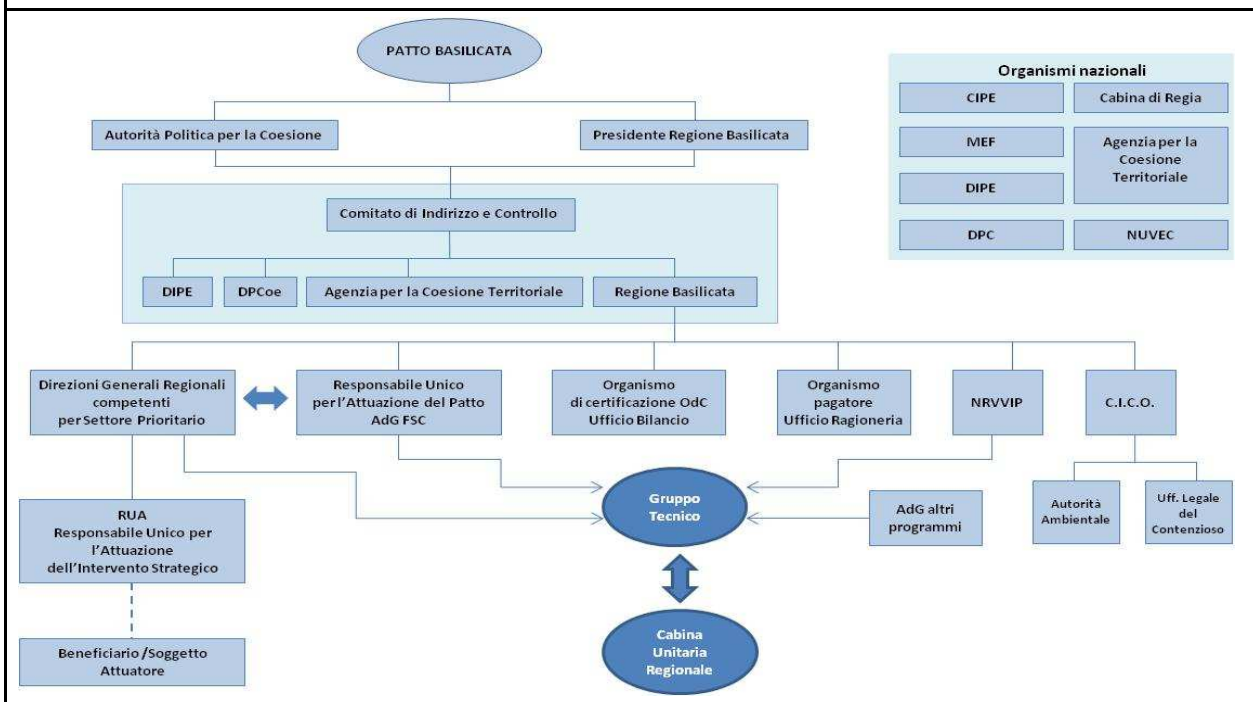 PATTO BASILICATA
Autorità Politica per la Coesione
Presidente Regione Basilicata
Organismi nazionali
CIPE
Cabina di Regia
MEF
Agenzia per la
Coesione
Territoriale
DIPE
DPC
NUVEC
Comitato di Indirizzo e Controllo
DIPE
DPCoe
Agenzia per la Coesione Territoriale
Regione Basilicata
Direzioni Generali Regionali
competenti
per Settore Prioritario
Responsabile Unico
per l'Attuazione del Patto
AdG FSC
Organismo
di certificazione OdC
Ufficio Bilancio
Organismo
pagatore
Ufficio Ragioneria
NRVVIP
C.I.C.O.
RUA
Responsabile Unico per
l'Attuazione
dell'Intervento Strategico
Gruppo
Tecnico
AdG altri
programmi
Autorità
Ambientale
Uff. Legale
del
Contenzioso
Beneficiario /Soggetto
Attuatore
Cabina
Unitaria
Regionale